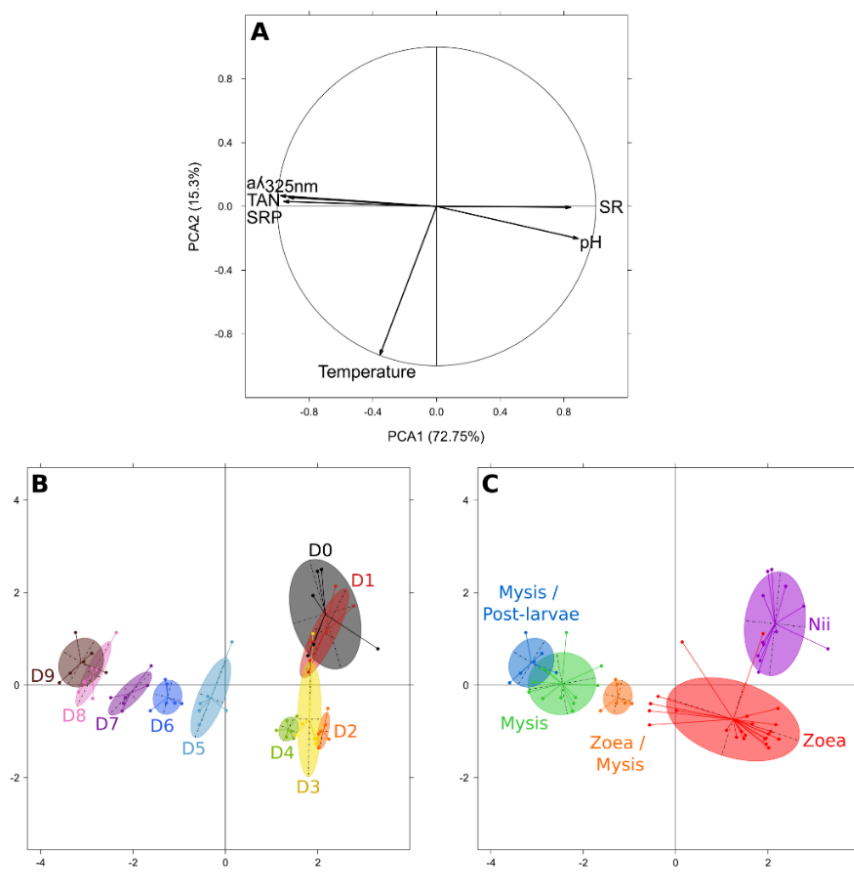 A
0.8
0.4
0.0
-0.4
-0.8
PCA2 (15.3%)
aʎ325nm
TAN
SRP
SR
pH
Temperature
-0.8 -0.4 0.0 0.4 0.8
PCA1 (72.75%)
B
4
2
0
-2
D0
D1
D9
D8
D7
D6
D5
D4
D2
D3
-4 -2 0 2
C
4
2
0
-2
Mysis /
Post-larvae
Nii
Mysis
Zoea /
Mysis
Zoea
-4 -2 0 2